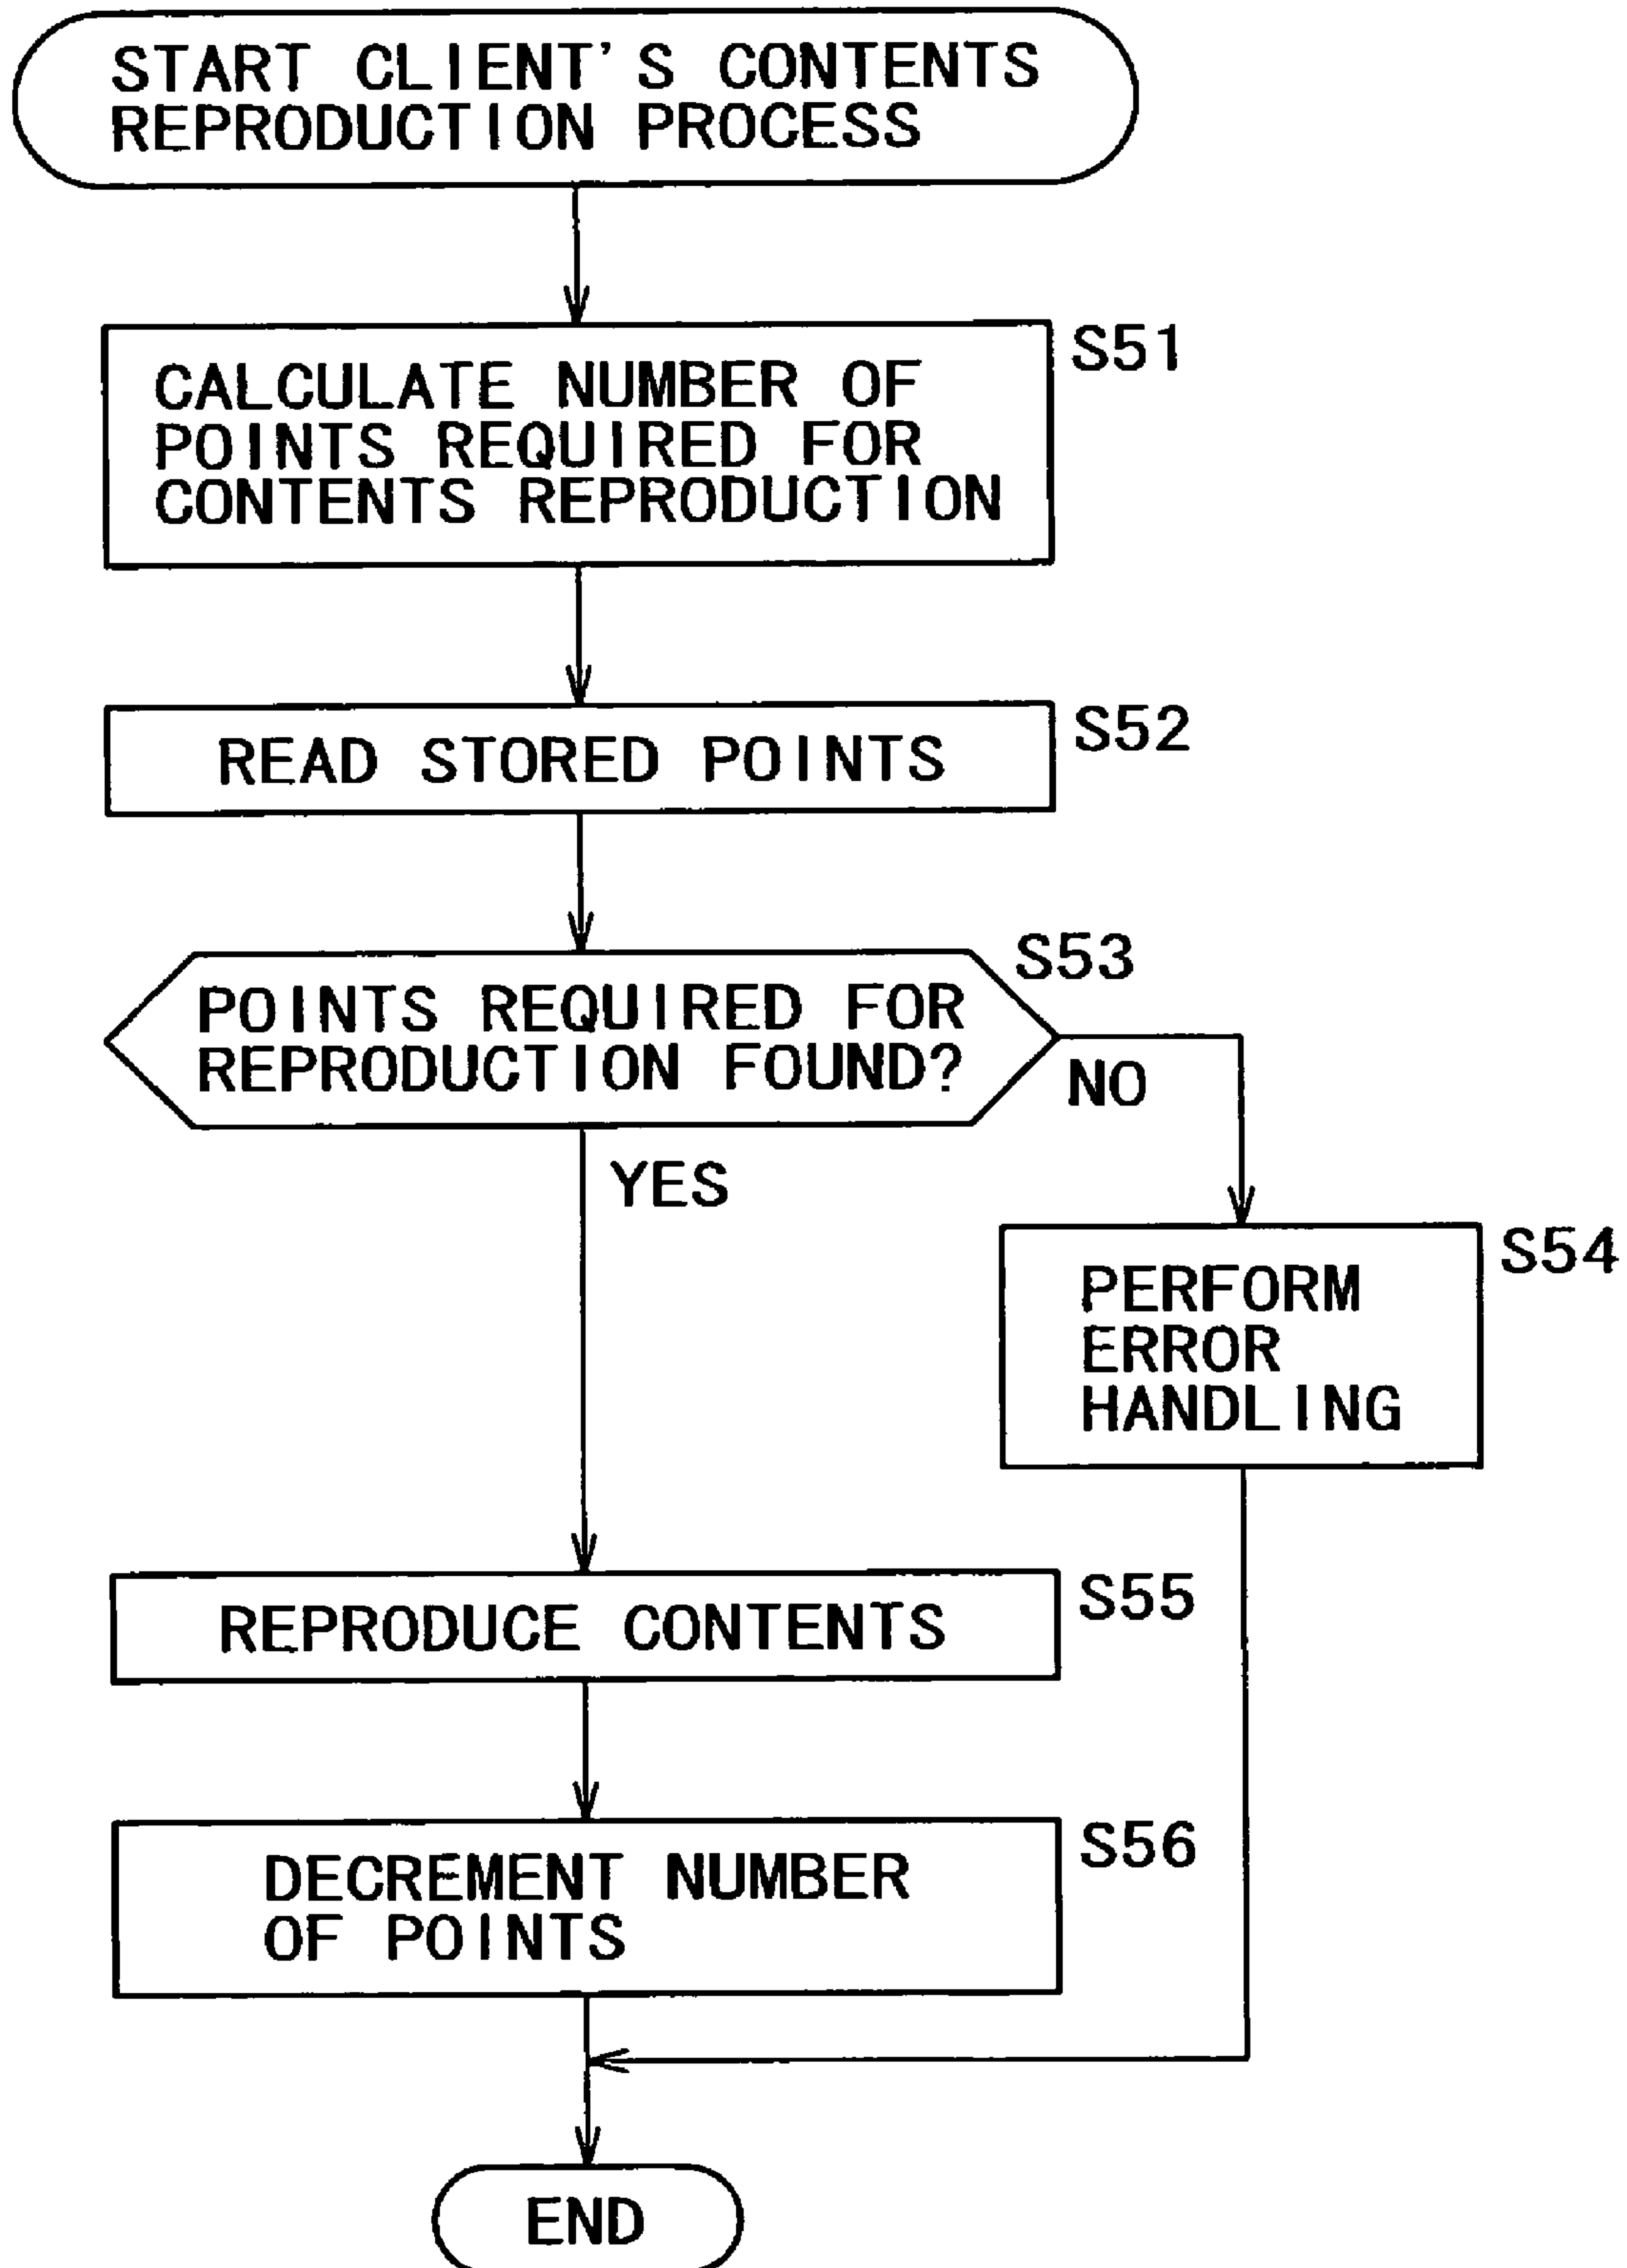 START CLIENT'S CONTENTS
REPRODUCTION PROCESS
S51
CALCULATE NUMBER OF
POINTS REQUIRED FOR
CONTENTS REPRODUCTION
S52
READ STORED POINTS
S53
POINTS REQUIRED FOR
REPRODUCTION FOUND?
NO
YES
S54
PERFORM
ERROR
HANDLING
S55
REPRODUCE CONTENTS
S56
DECREMENT NUMBER
OF POINTS
END